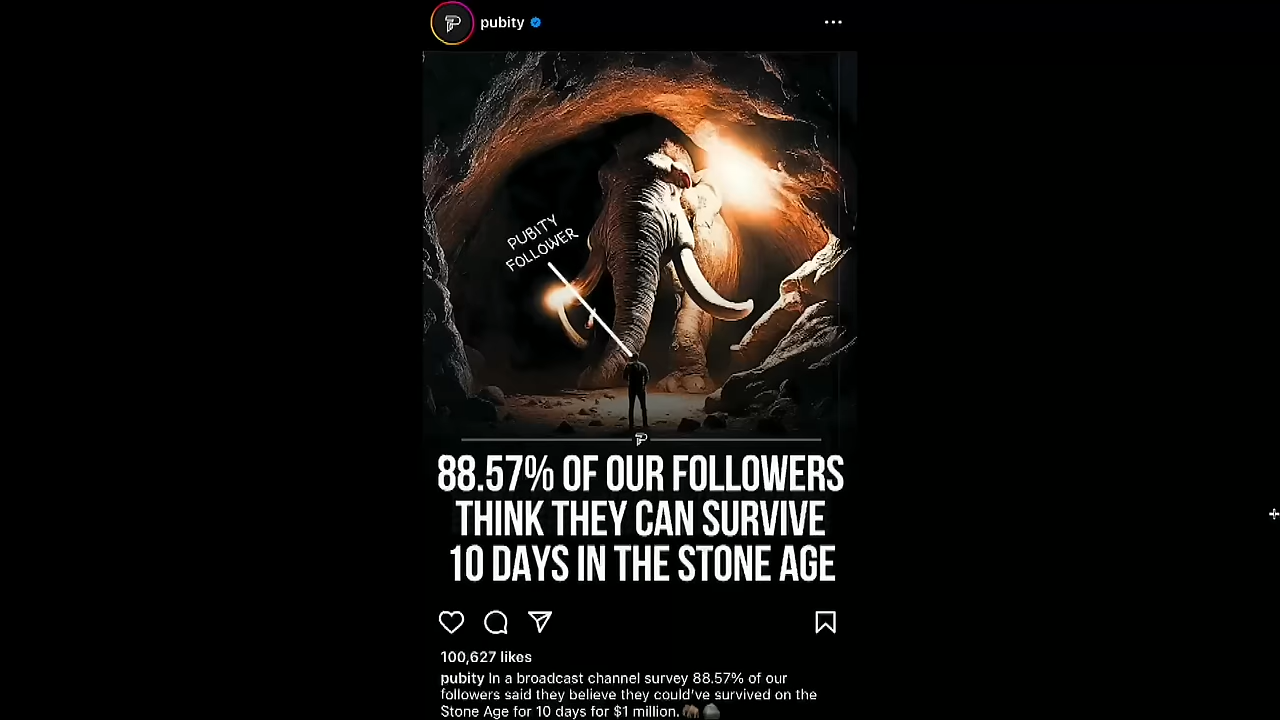 pubity
PUBITY
FOLLOWER
88.57% OF OUR FOLLOWERS
THINK THEY CAN SURVIVE
10 DAYS IN THE STONE AGE
100,627 likes
pubity In a broadcast channel survey 88.57% of our
followers said they believe they could've survived on the
Stone Age for 10 days for $1 million. 🦣🪨